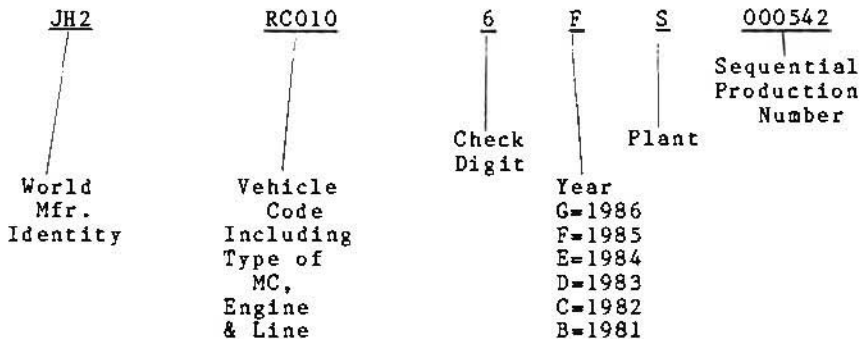 JH2 RC010 6 F S 000542
Sequential
Production
Number
Check
Digit
Plant
World
Mfr.
Identity
Vehicle
Code
Including
Type of
MC,
Engine
& Line
Year
G=1986
F=1985
E=1984
D=1983
C=1982
B=1981